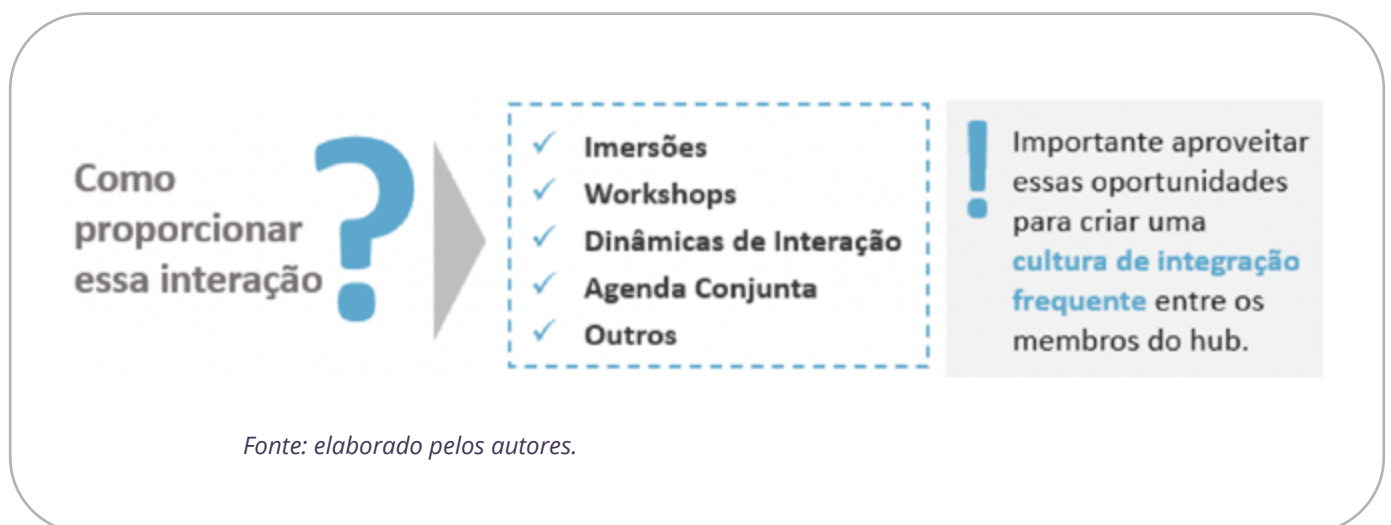 Como
proporcionar
essa interação
?
✓ Imersões
✓ Workshops
✓ Dinâmicas de Interação
✓ Agenda Conjunta
✓ Outros
!
Importante aproveitar
essas oportunidades
para criar uma
cultura de integração
frequente entre os
membros do hub.
Fonte: elaborado pelos autores.